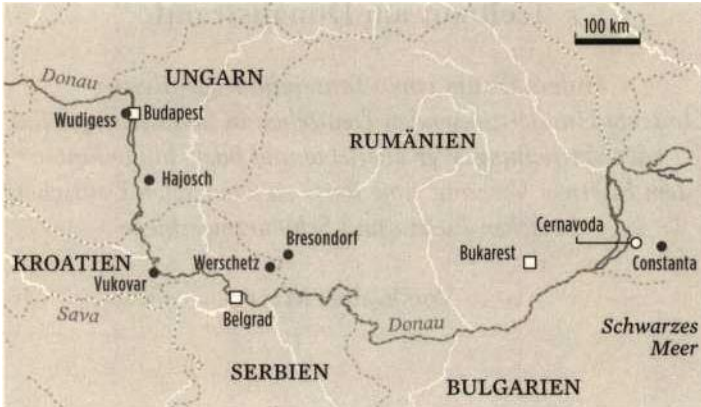 100 km
Donau
UNGARN
Wudigess
Budapest
RUMÄNIEN
Hajosch
Cernavoda
Bresondorf
KROATIEN
Werschetz
Bukarest
Constanta
Vukovar
Sava
Belgrad
Donau
Schwarzes
Meer
SERBIEN
BULGARIEN